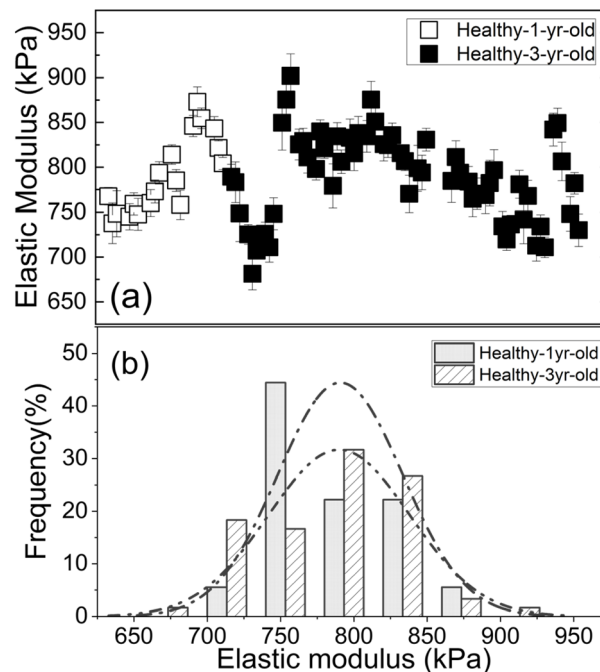 Elastic Modulus (kPa)
950
900
850
800
750
700
650
Healthy-1-yr-old
Healthy-3-yr-old
(a)
Frequency(%)
50
40
30
20
10
0
(b)
Healthy-1yr-old
Healthy-3yr-old
650 700 750 800 850 900 950
Elastic modulus (kPa)